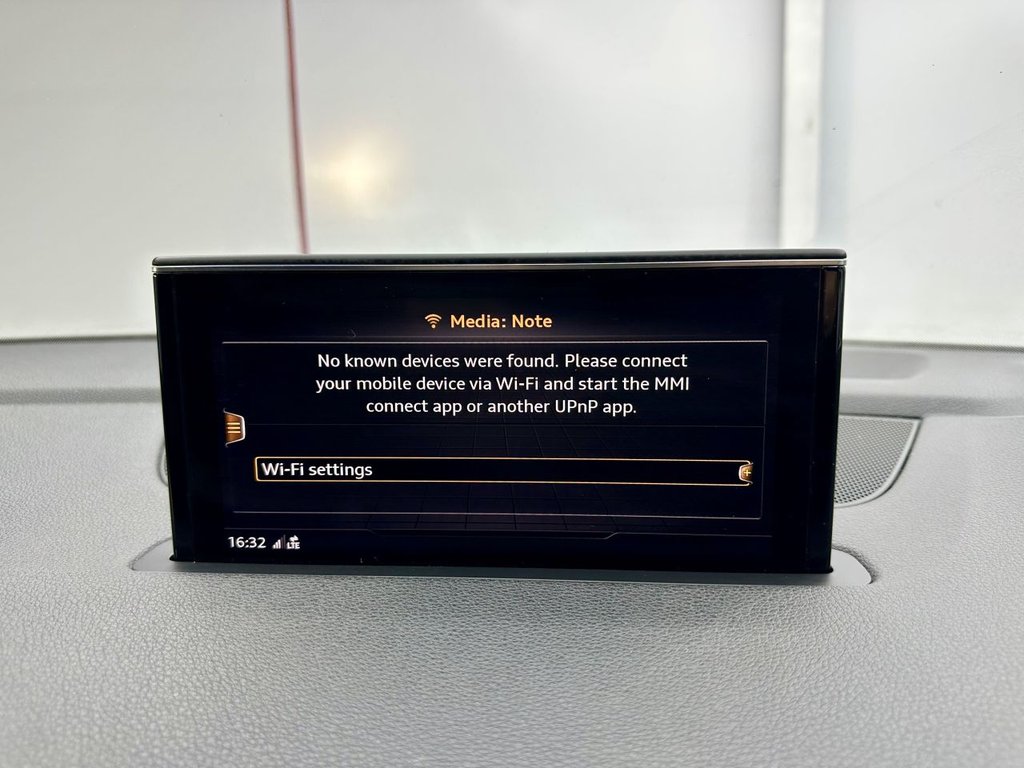 Media: Note
No known devices were found. Please connect
your mobile device via Wi-Fi and start the MMI
connect app or another UPnP app.
Wi-Fi settings
16:32 LTE